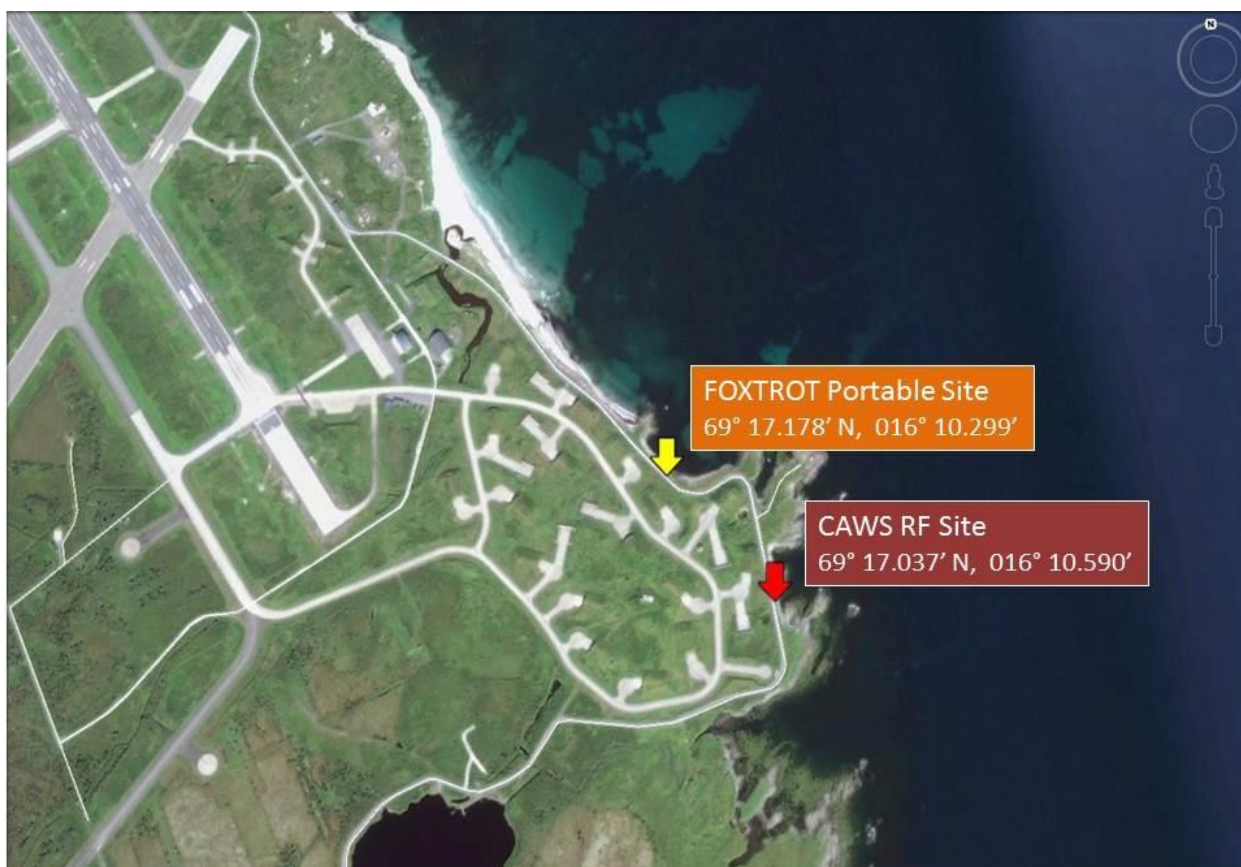 N
FOXTROT Portable Site
69° 17.178’ N,  016° 10.299’
CAWS RF Site
69° 17.037’ N,  016° 10.590’